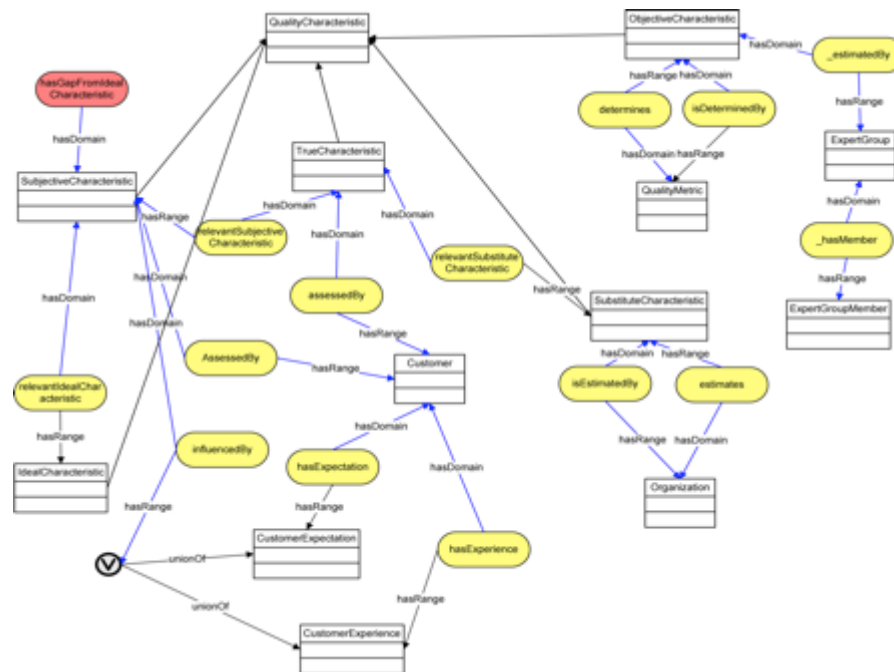 QualityCharacteristic
ObjectiveCharacteristic
hasDomain
_estimatedBy
hasGapFromIdeal
Characteristic
hasRange
hasDomain
determines
isDeterminedBy
hasRange
hasDomain
TrueCharacteristic
hasDomain
hasRange
ExpertGroup
SubjectiveCharacteristic
QualityMetric
hasRange
hasDomain
hasDomain
hasDomain
relevantSubjective
Characteristic
_hasMember
relevantSubstitute
Characteristic
hasDomain
hasDomain
hasRange
assessedBy
hasRange
SubstituteCharacteristic
ExpertGroupMember
hasDomain
hasDomain
hasRange
AssessedBy
hasRange
Customer
hasDomain
hasRange
relevantIdealChar
acteristic
isEstimatedBy
estimates
hasRange
hasDomain
influencedBy
hasRange
hasDomain
IdealCharacteristic
hasExpectation
hasDomain
Organization
hasRange
hasRange
CustomerExpectation
hasExperience
unionOf
V
hasRange
unionOf
CustomerExperience